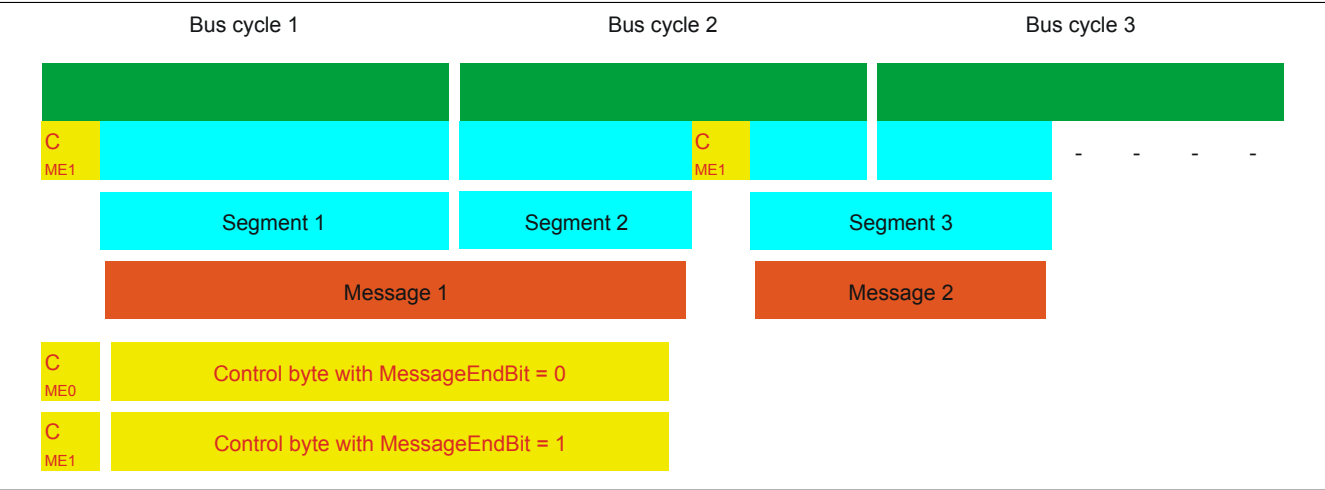 Bus cycle 1 Bus cycle 2 Bus cycle 3
C C
ME1 ME1
- - - -
Segment 1 Segment 2 Segment 3
Message 1 Message 2
C
ME0
Control byte with MessageEndBit = 0
C
ME1
Control byte with MessageEndBit = 1